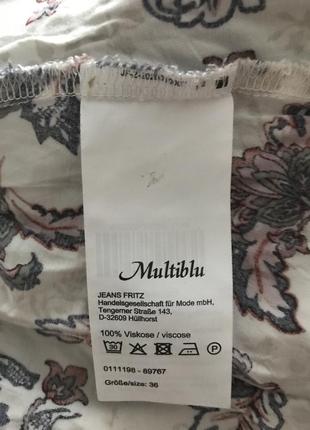 Multiblu
JEANS FRITZ
Handelsgesellschaft für Mode mbH,
Tengerner Straße 143,
D-32609 Hüllhorst
100% Viskose / viscose
30 P
0111198 - 89767
Größe/size: 36